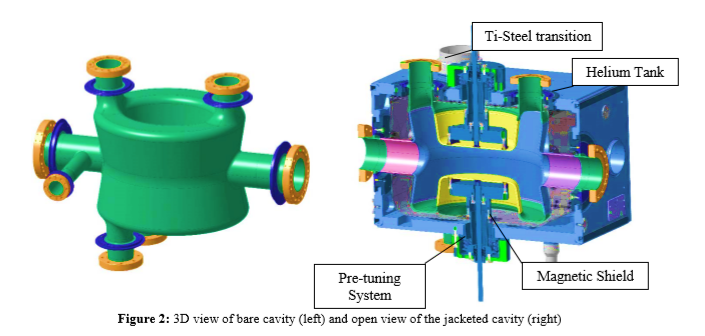 Ti-Steel transition
Helium Tank
Pre-tuning
System
Magnetic Shield
Figure 2: 3D view of bare cavity (left) and open view of the jacketed cavity (right)